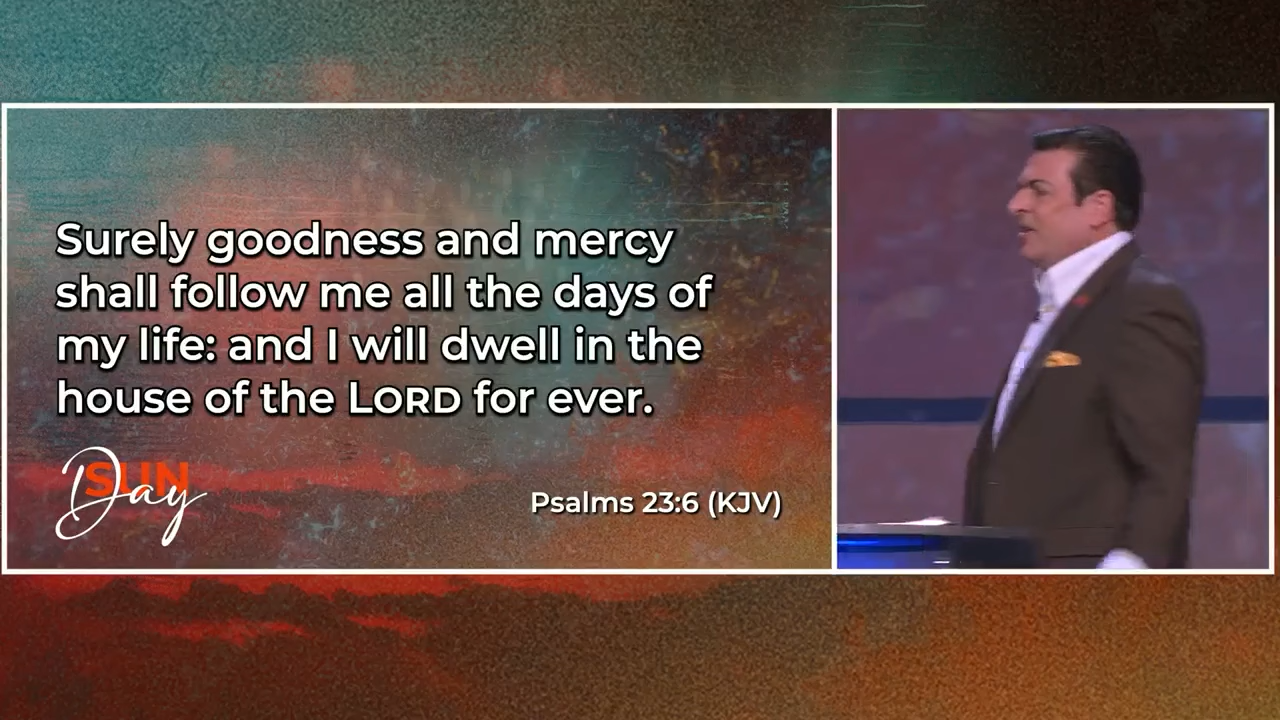 Surely goodness and mercy
shall follow me all the days of
my life: and I will dwell in the
house of the LORD for ever.
SUN
Day
Psalms 23:6 (KJV)